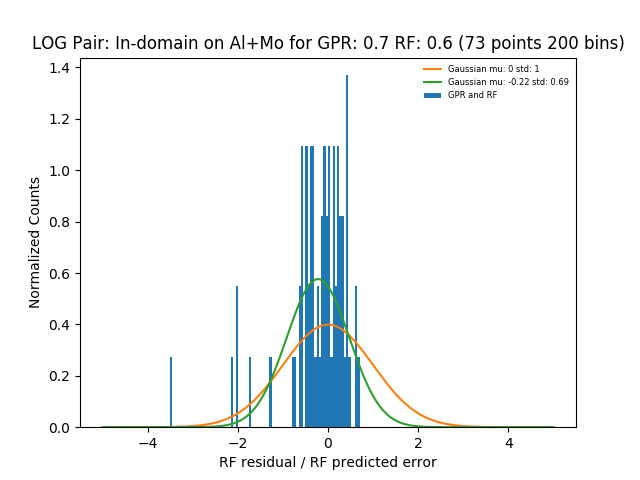 LOG Pair: In-domain on Al+Mo for GPR: 0.7 RF: 0.6 (73 points 200 bins)
Gaussian mu: 0 std: 1
Gaussian mu: -0.22 std: 0.69
GPR and RF
Normalized Counts
1.4
1.2
1.0
0.8
0.6
0.4
0.2
0.0
−4
−2
0
2
4
RF residual / RF predicted error